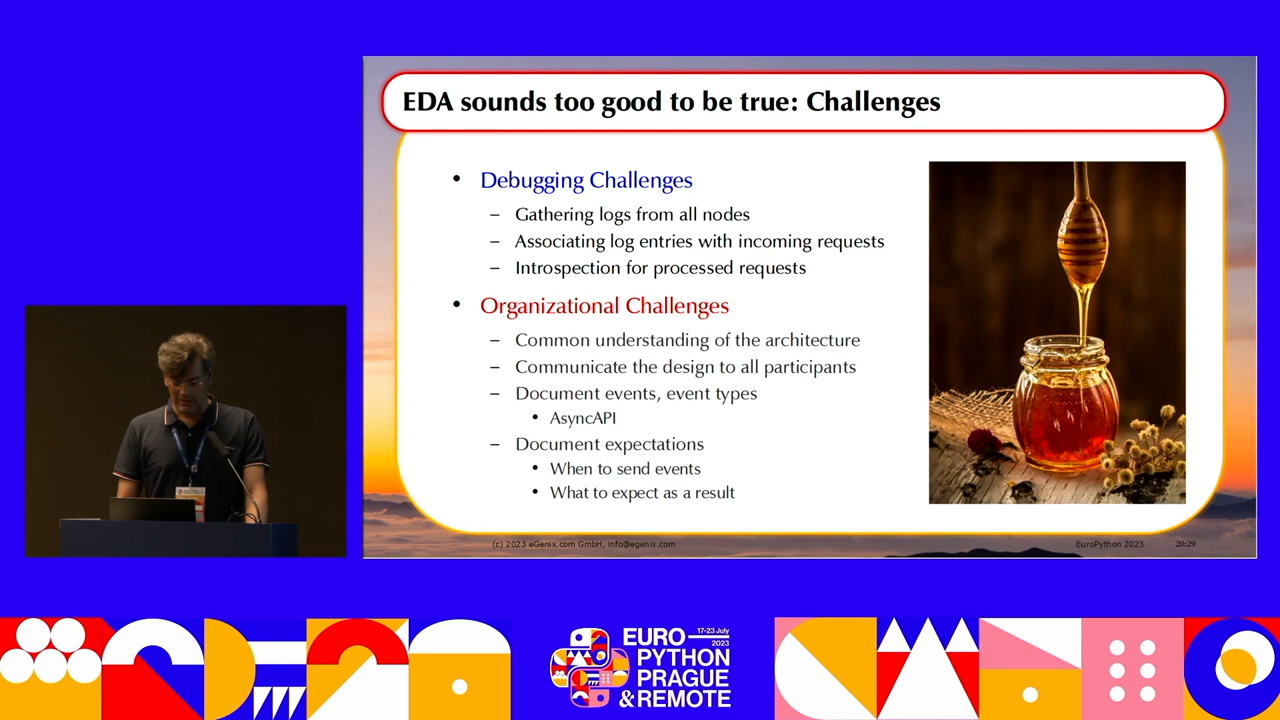 EDA sounds too good to be true: Challenges
• Debugging Challenges
– Gathering logs from all nodes
– Associating log entries with incoming requests
– Introspection for processed requests
• Organizational Challenges
– Common understanding of the architecture
– Communicate the design to all participants
– Document events, event types
• AsyncAPI
– Document expectations
• When to send events
• What to expect as a result
(c) 2023 eGenix.com GmbH, info@egenix.com
EuroPython 2023
20:29
EURO 17-23 July 2023
PYTHON
PRAGUE
& REMOTE